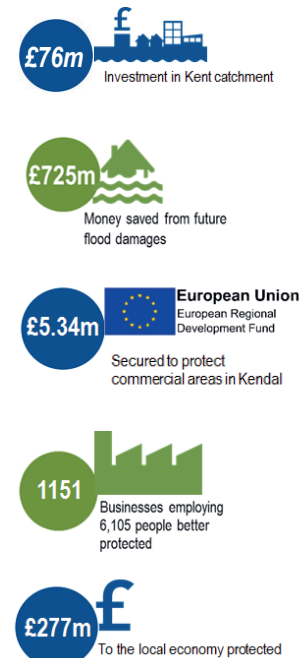 £
£76m
Investment in Kent catchment
£725m
Money saved from future
flood damages
European Union
European Regional
Development Fund
£5.34m
Secured to protect
commercial areas in Kendal
1151
Businesses employing
6,105 people better
protected
£
£277m
To the local economy protected